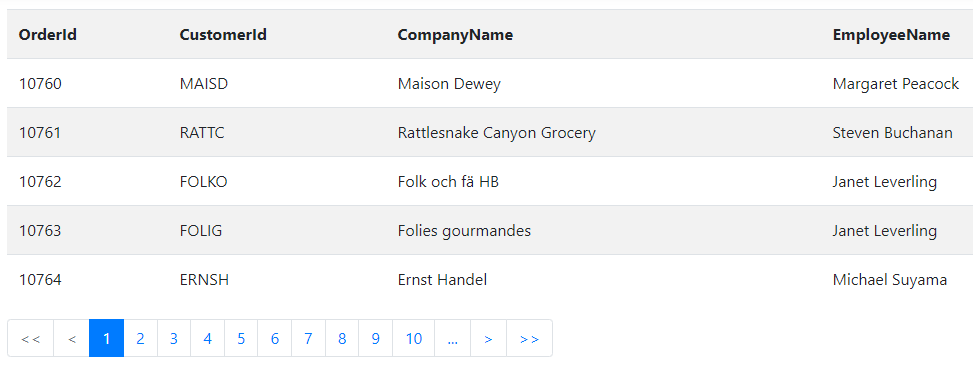 OrderId CustomerId CompanyName EmployeeName
10760 MAISD Maison Dewey Margaret Peacock
10761 RATTC Rattlesnake Canyon Grocery Steven Buchanan
10762 FOLKO Folk och fä HB Janet Leverling
10763 FOLIG Folies gourmandes Janet Leverling
10764 ERNSH Ernst Handel Michael Suyama
<< < 1 2 3 4 5 6 7 8 9 10 ... > >>